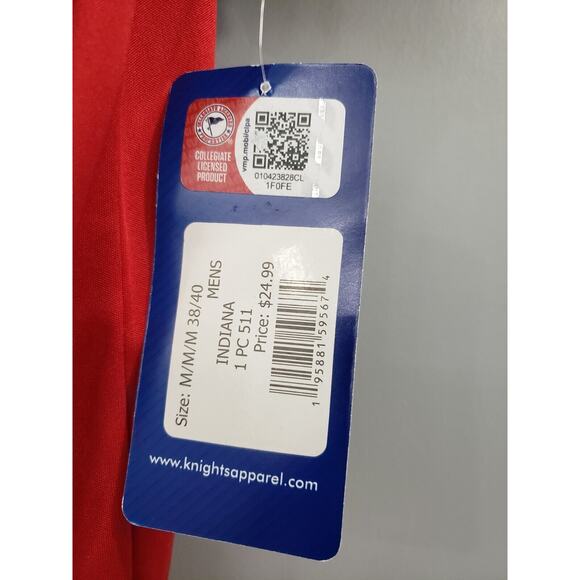 COLLEGIATE
LICENSED
PRODUCT
vmp.mobi/clpa
010423828CL
1F0FE
Size: M/M/M 38/40
MENS
INDIANA
1 PC 511
Price: $24.99
1 95881 59567 4
www.knightsapparel.com